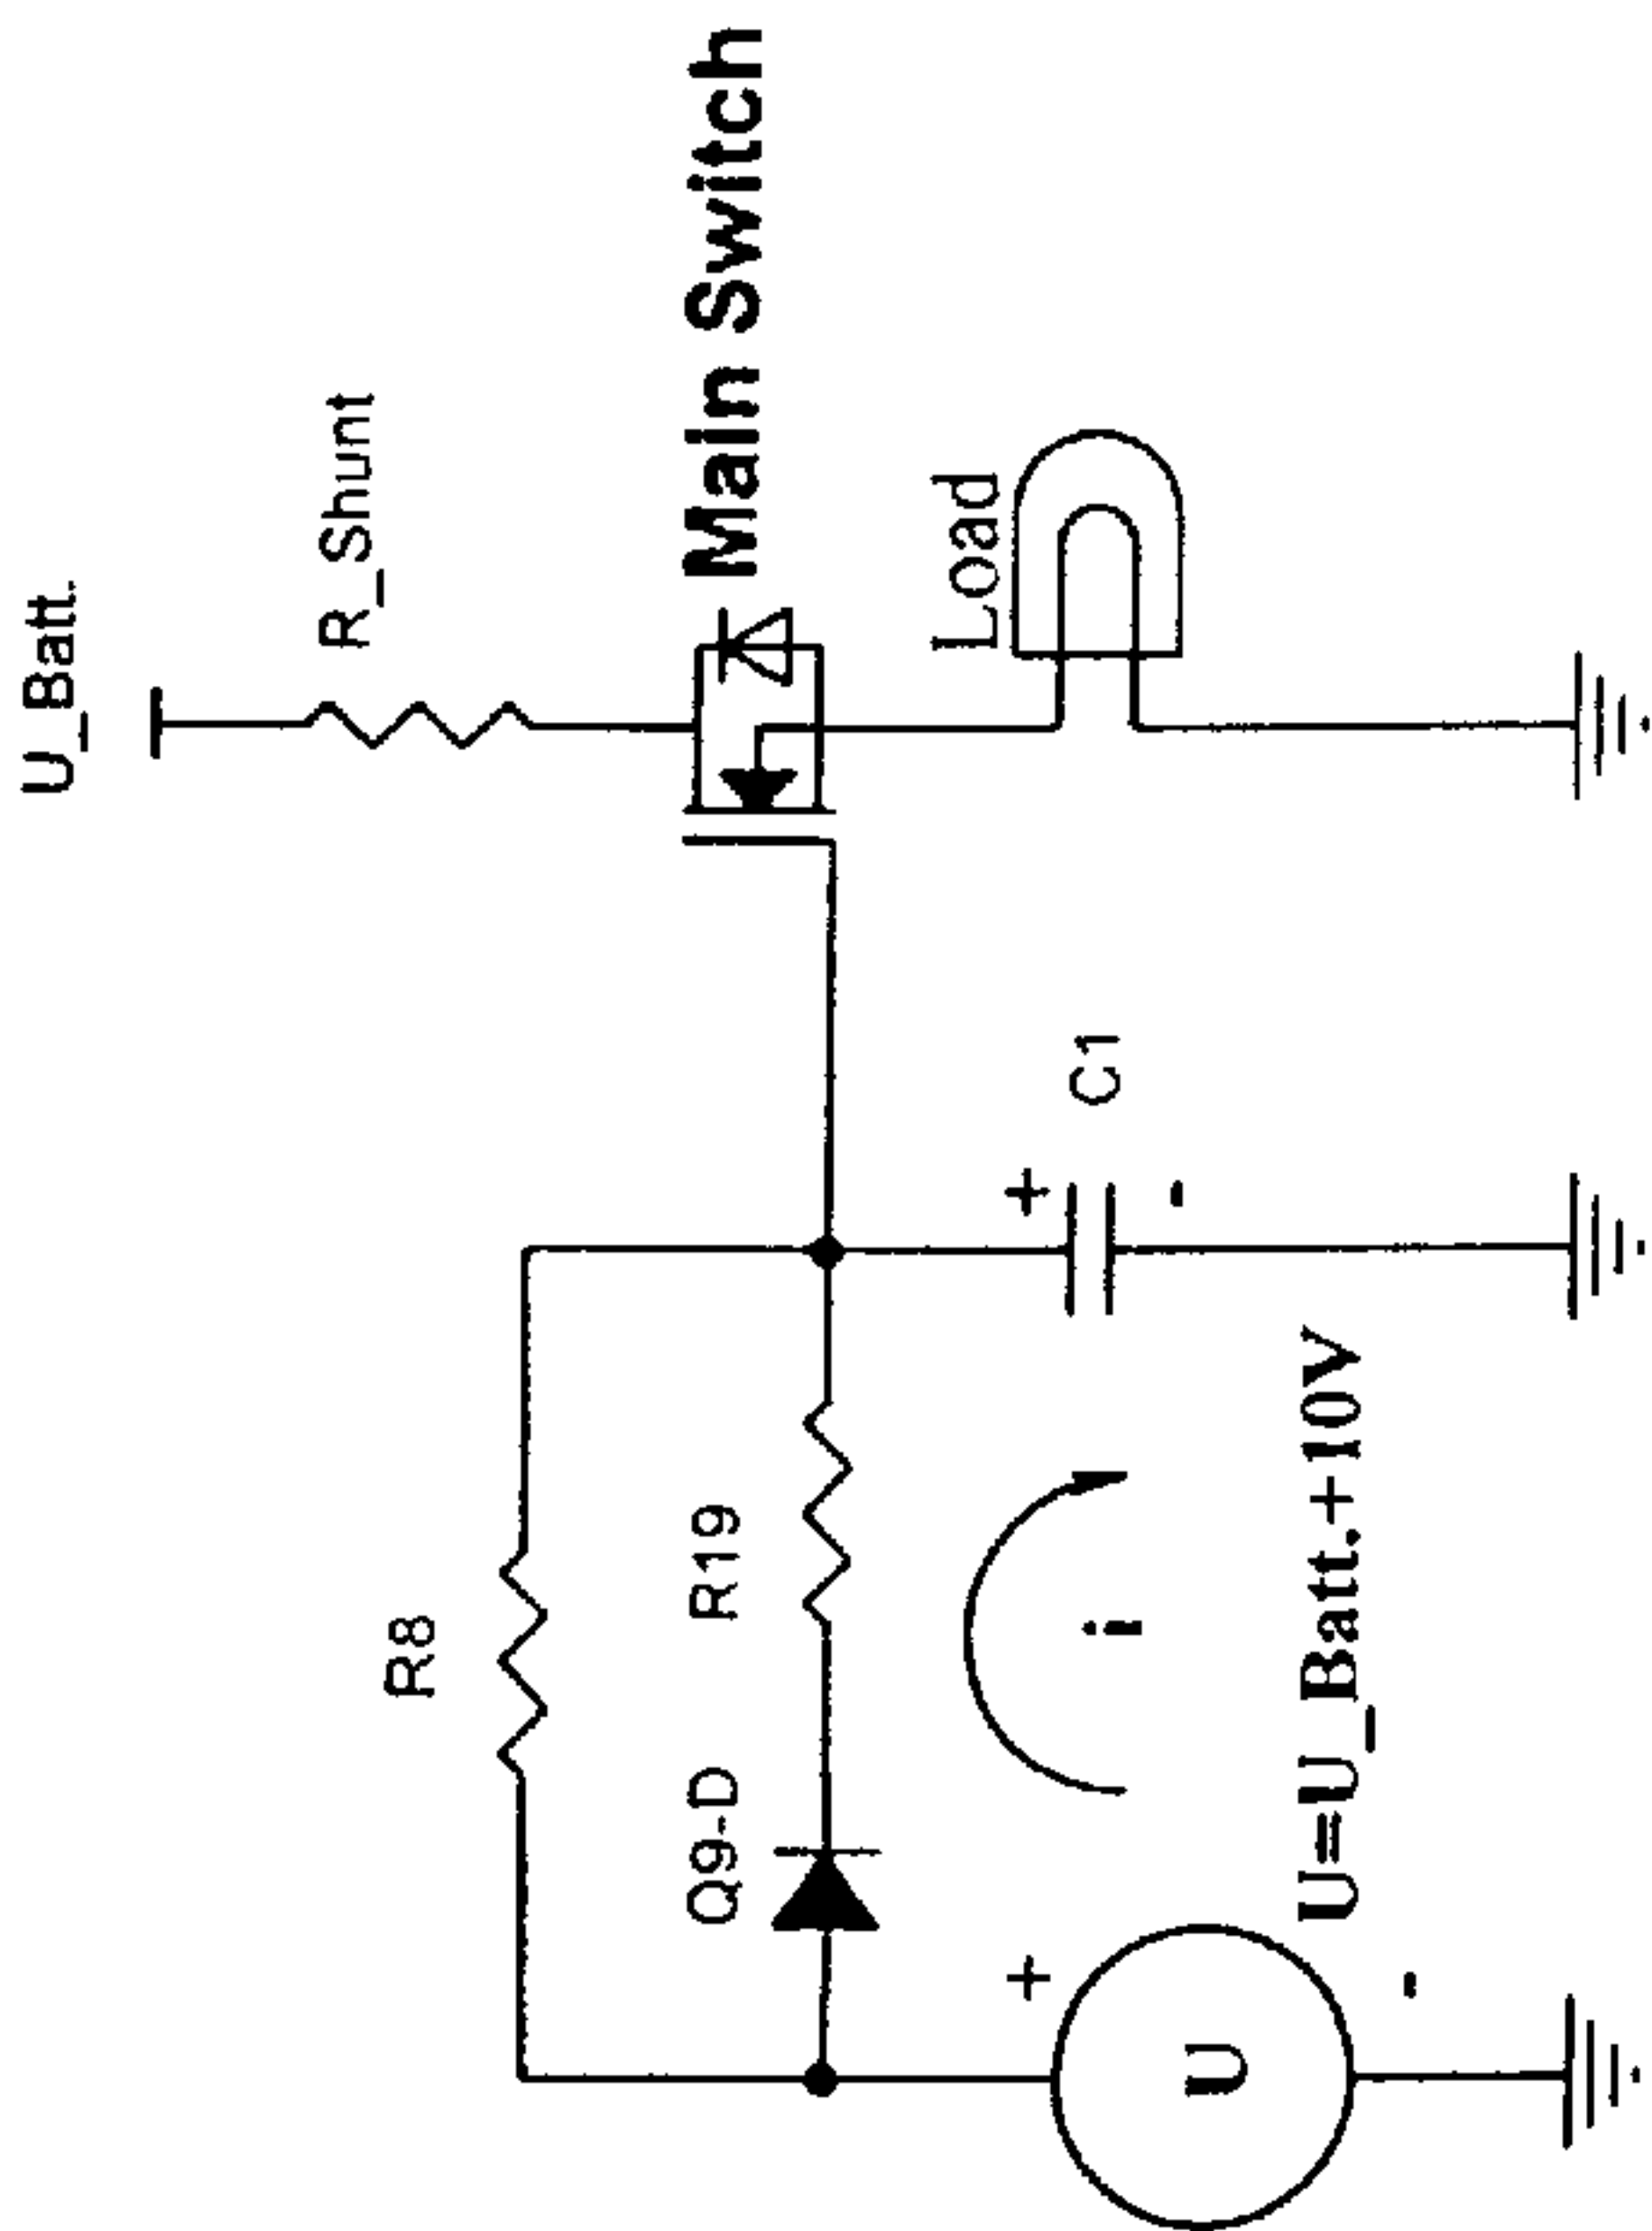 U_Batt.
R_Shunt
Main Switch
Load
R8
R19
Q9-D
C1
+
-
i
+
-
U
U=U_Batt.+10V